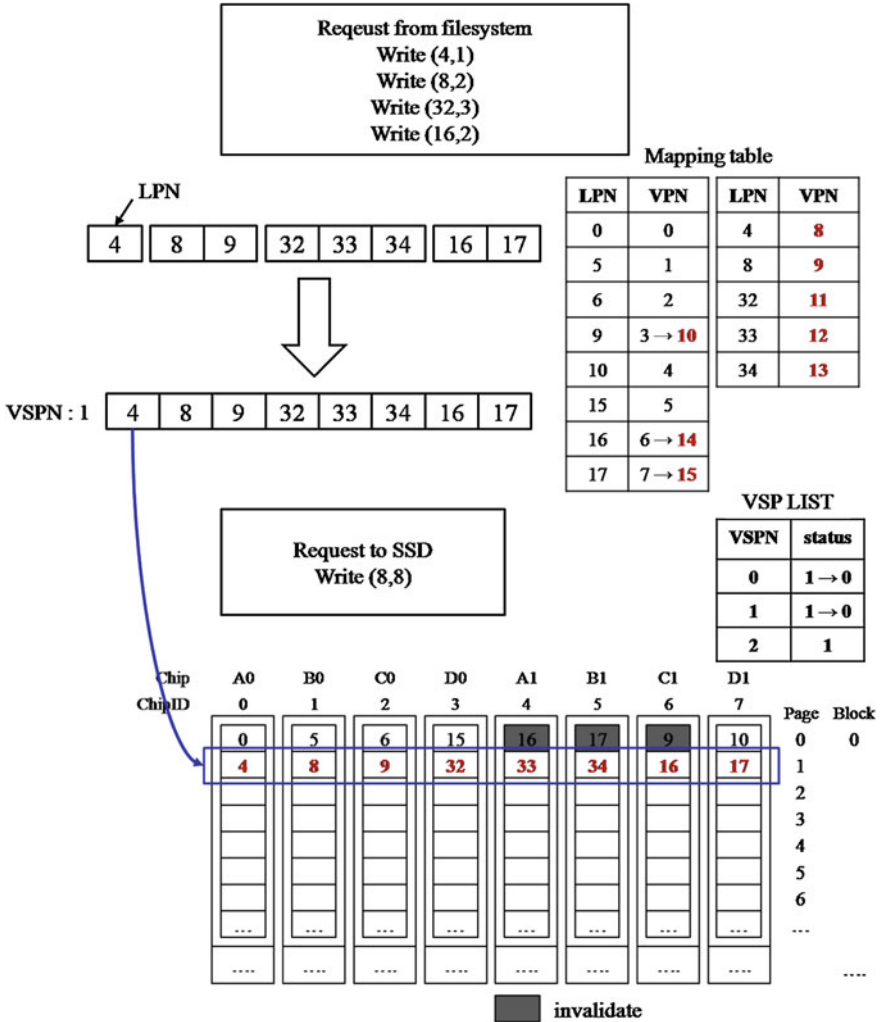 Reqeust from filesystem
Write (4,1)
Write (8,2)
Write (32,3)
Write (16,2)
Mapping table
LPN VPN LPN VPN
0 0 4 8
5 1 8 9
6 2 32 11
9 3 → 10 33 12
10 4 34 13
15 5
16 6 → 14
17 7 → 15
LPN
4 8 9 32 33 34 16 17
VSPN : 1 4 8 9 32 33 34 16 17
VSP LIST
VSPN status
0 1 → 0
1 1 → 0
2 1
Request to SSD
Write (8,8)
Chip A0 B0 C0 D0 A1 B1 C1 D1
ChipID 0 1 2 3 4 5 6 7
Page Block
0 5 6 15 16 17 9 10 0 0
4 8 9 32 33 34 16 17 1
2
3
4
5
6
--- --- --- --- --- --- --- --- ---
---- ---- ---- ---- ---- ---- ---- ---- ----
invalidate